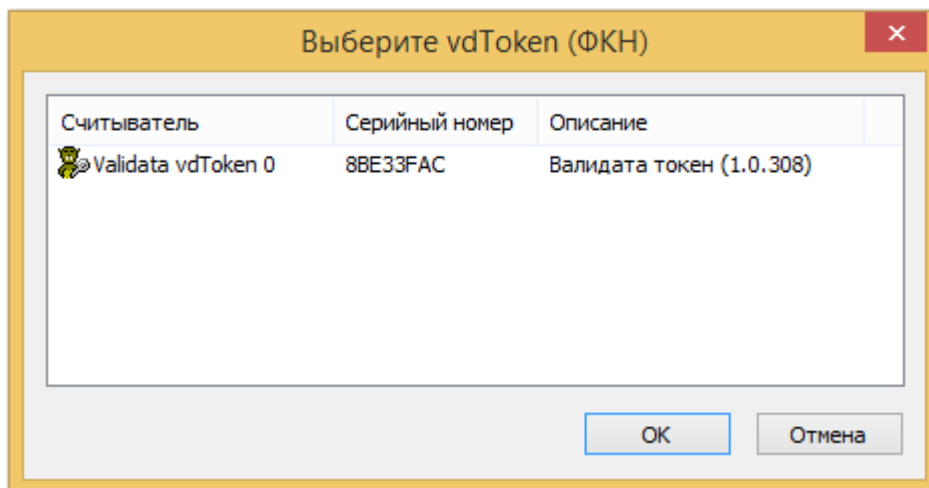 Выберите vdToken (ФКН)
Считыватель Серийный номер Описание
Validata vdToken 0 8BE33FAC Валидата токен (1.0.308)
OK Отмена